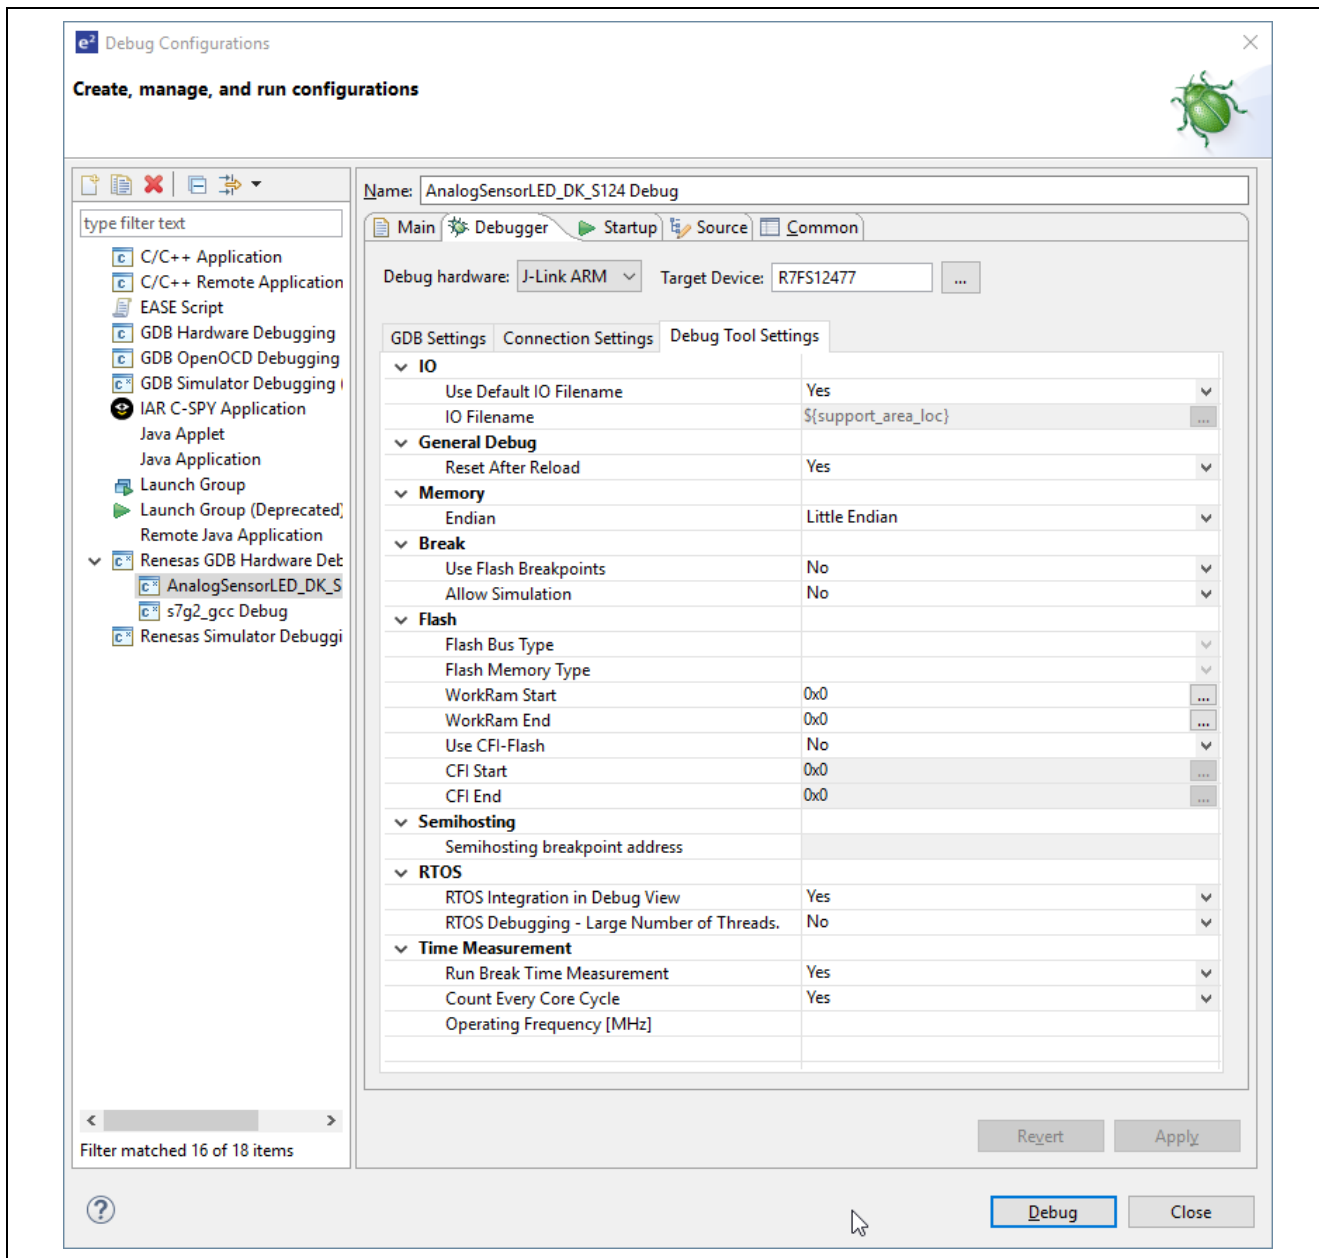 e² Debug Configurations
Create, manage, and run configurations
type filter text
C/C++ Application
C/C++ Remote Application
EASE Script
GDB Hardware Debugging
GDB OpenOCD Debugging
GDB Simulator Debugging (
IAR C-SPY Application
Java Applet
Java Application
Launch Group
Launch Group (Deprecated)
Remote Java Application
Renesas GDB Hardware Deb
AnalogSensorLED_DK_S
s7g2_gcc Debug
Renesas Simulator Debuggi
Filter matched 16 of 18 items
Name: AnalogSensorLED_DK_S124 Debug
Main Debugger Startup Source Common
Debug hardware: J-Link ARM Target Device: R7FS12477 ...
GDB Settings Connection Settings Debug Tool Settings
IO
Use Default IO Filename Yes
IO Filename ${support_area_loc} ...
General Debug
Reset After Reload Yes
Memory
Endian Little Endian
Break
Use Flash Breakpoints No
Allow Simulation No
Flash
Flash Bus Type
Flash Memory Type
WorkRam Start 0x0 ...
WorkRam End 0x0 ...
Use CFI-Flash No
CFI Start 0x0 ...
CFI End 0x0 ...
Semihosting
Semihosting breakpoint address
RTOS
RTOS Integration in Debug View Yes
RTOS Debugging - Large Number of Threads. No
Time Measurement
Run Break Time Measurement Yes
Count Every Core Cycle Yes
Operating Frequency [MHz]
Revert Apply
? Debug Close